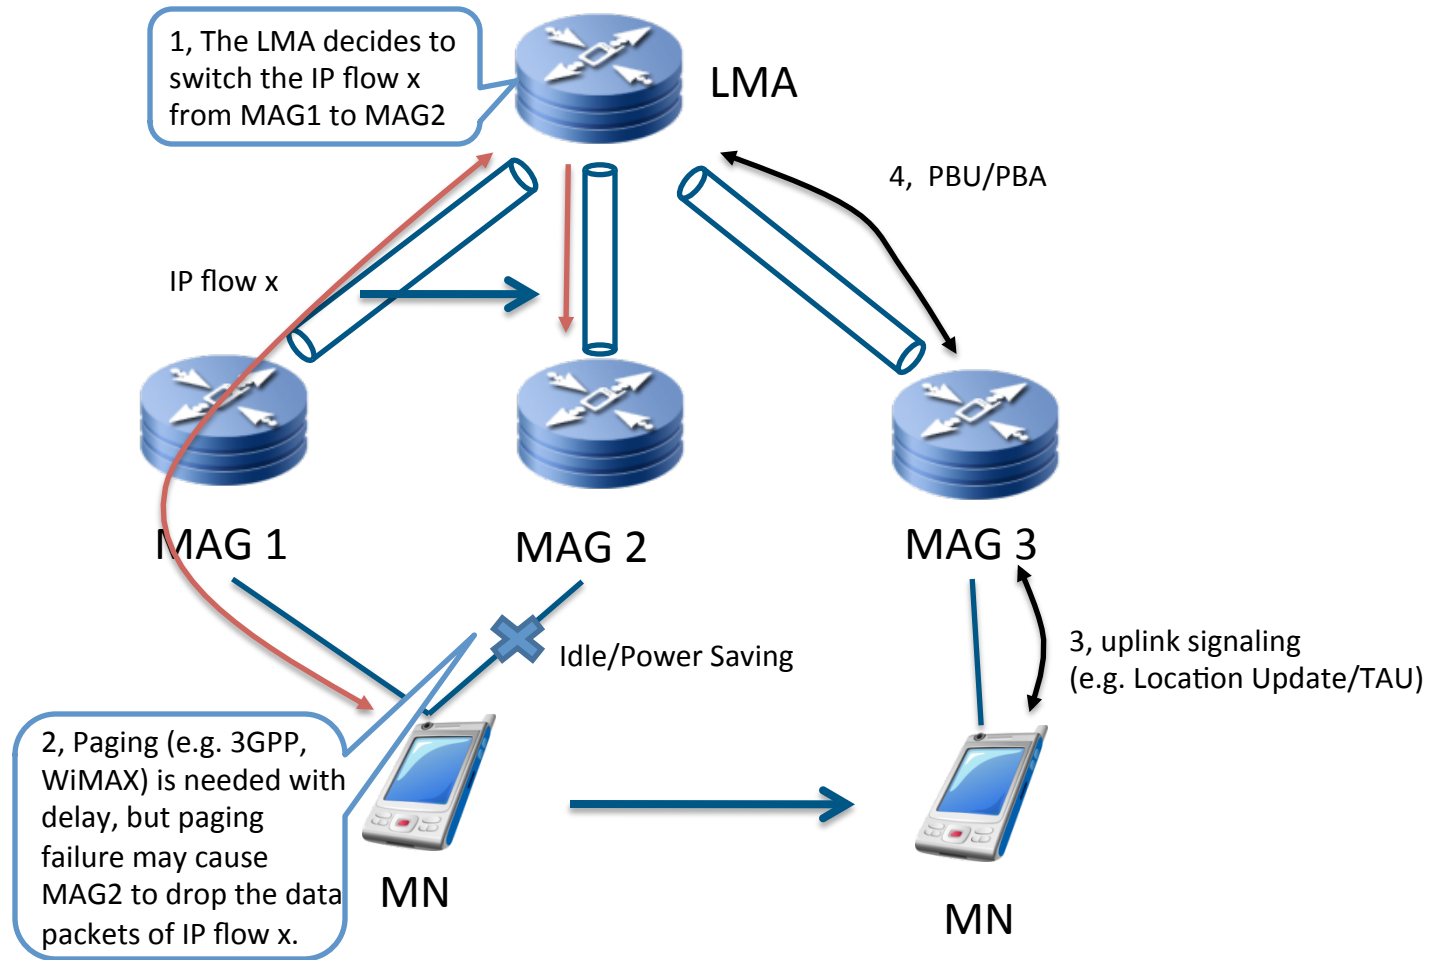 1, The LMA decides to
switch the IP flow x
from MAG1 to MAG2
LMA
4, PBU/PBA
IP flow x
MAG 1
MAG 2
MAG 3
Idle/Power Saving
3, uplink signaling
(e.g. Location Update/TAU)
2, Paging (e.g. 3GPP,
WiMAX) is needed with
delay, but paging
failure may cause
MAG2 to drop the data
packets of IP flow x.
MN
MN